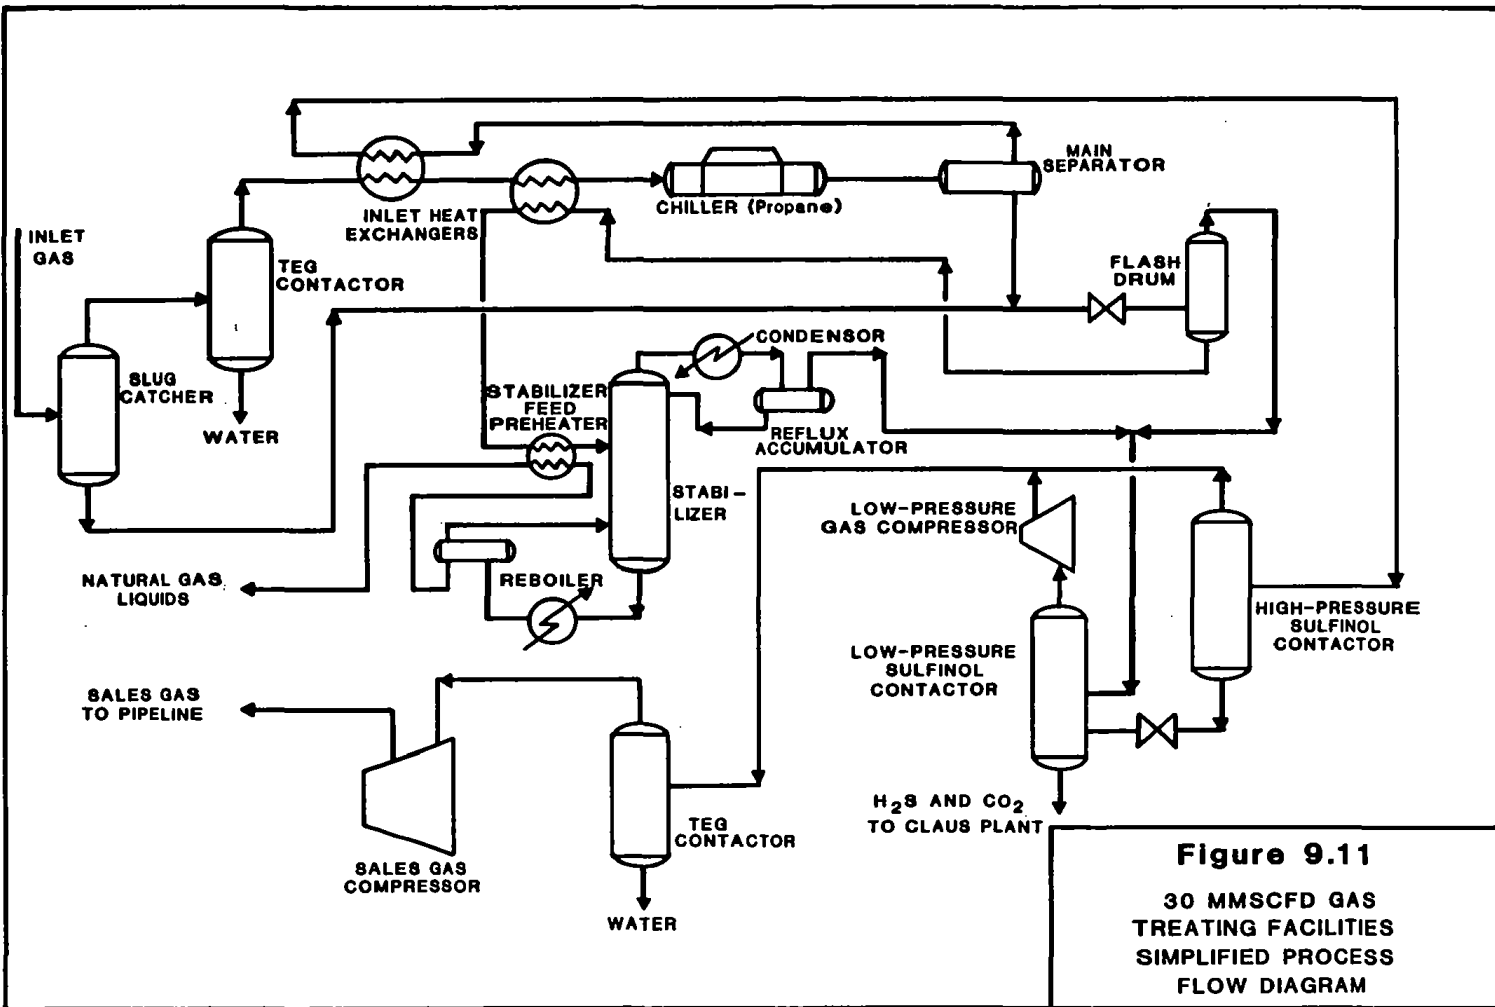 MAIN
SEPARATOR
CHILLER (Propane)
INLET HEAT
EXCHANGERS
INLET
GAS
TEG
CONTACTOR
FLASH
DRUM
CONDENSOR
SLUG
CATCHER
STABILIZER
FEED
PREHEATER
WATER
REFLUX
ACCUMULATOR
STABI-
LIZER
LOW-PRESSURE
GAS COMPRESSOR
NATURAL GAS
LIQUIDS
REBOILER
HIGH-PRESSURE
SULFINOL
CONTACTOR
LOW-PRESSURE
SULFINOL
CONTACTOR
SALES GAS
TO PIPELINE
H₂S AND CO₂
TO CLAUS PLANT
TEG
CONTACTOR
SALES GAS
COMPRESSOR
WATER
Figure 9.11
30 MMSCFD GAS
TREATING FACILITIES
SIMPLIFIED PROCESS
FLOW DIAGRAM